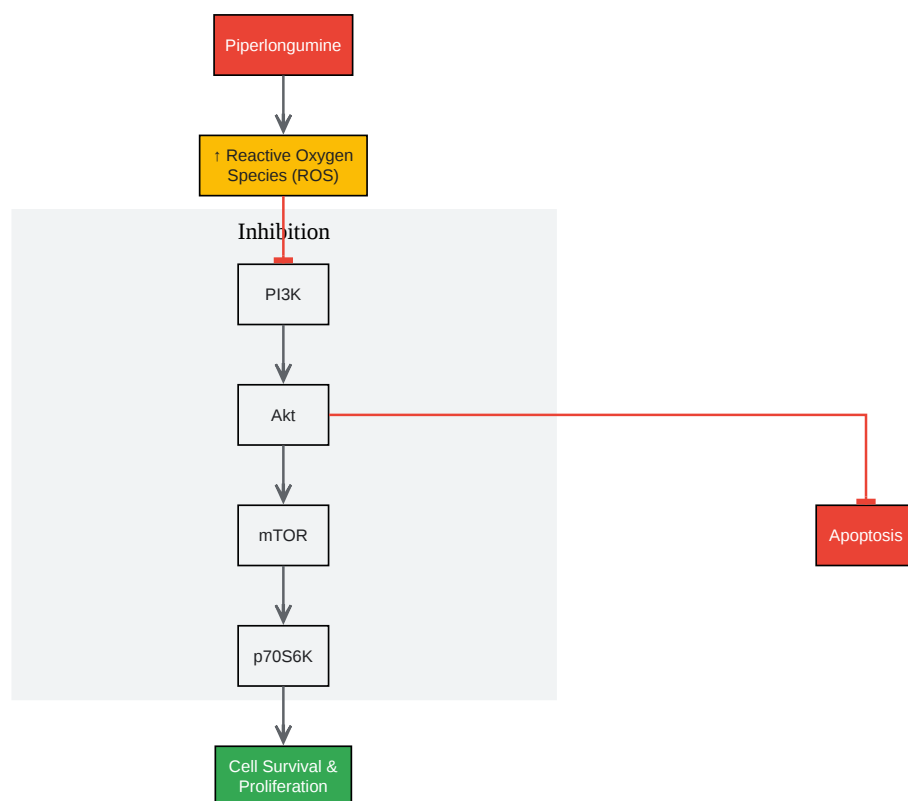 Piperlongumine
↑ Reactive Oxygen
Species (ROS)
Inhibition
PI3K
Akt
mTOR
Apoptosis
p70S6K
Cell Survival &
Proliferation